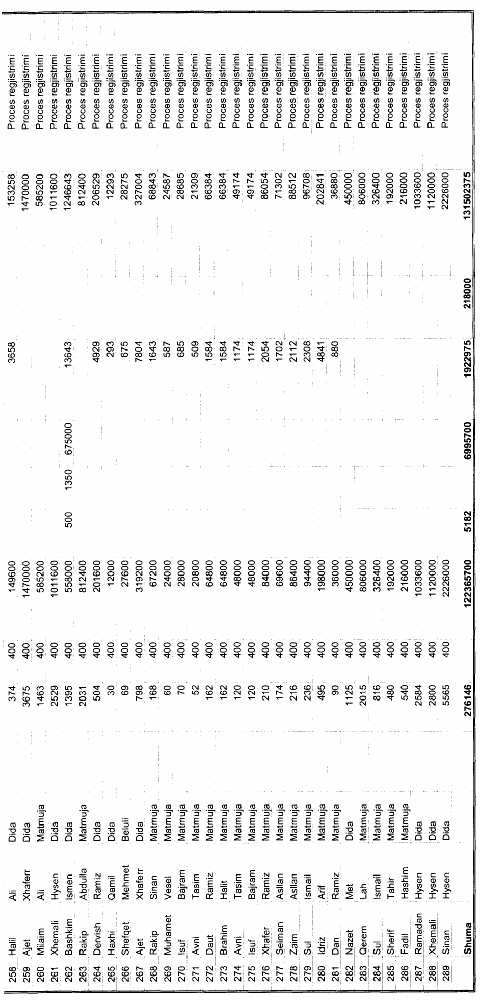 258 Halil Ali Dida 374 400 149600 3658 153258 Proces regjistrimi
259 Ajet Xhaferr Dida 3675 400 1470000 1470000 Proces regjistrimi
260 Milaim Ali Matmuja 1463 400 585200 585200 Proces regjistrimi
261 Xhemali Hysen Dida 2529 400 1011600 1011600 Proces regjistrimi
262 Bashkim Ismen Dida 1395 400 558000 500 1350 675000 13643 1246643 Proces regjistrimi
263 Rakip Abdulla Matmuja 2031 400 812400 812400 Proces regjistrimi
264 Dervish Ramiz Dida 504 400 201600 4929 206529 Proces regjistrimi
265 Haxhi Qamil Dida 30 400 12000 293 12293 Proces regjistrimi
266 Shefqet Mehmet Beluli 69 400 27600 675 28275 Proces regjistrimi
267 Ajet Xhaferr Dida 798 400 319200 7804 327004 Proces regjistrimi
268 Rakip Sinan Matmuja 168 400 67200 1643 68843 Proces regjistrimi
269 Muhamet Vesel Matmuja 60 400 24000 587 24587 Proces regjistrimi
270 Isuf Bajram Matmuja 70 400 28000 685 28685 Proces regjistrimi
271 Avni Tasim Matmuja 52 400 20800 509 21309 Proces regjistrimi
272 Daut Ramiz Matmuja 162 400 64800 1584 66384 Proces regjistrimi
273 Brahim Halit Matmuja 162 400 64800 1584 66384 Proces regjistrimi
274 Avni Tasim Matmuja 120 400 48000 1174 49174 Proces regjistrimi
275 Isuf Bajram Matmuja 120 400 48000 1174 49174 Proces regjistrimi
276 Xhafer Ramiz Matmuja 210 400 84000 2054 86054 Proces regjistrimi
277 Selman Asllan Matmuja 174 400 69600 1702 71302 Proces regjistrimi
278 Zaim Asllan Matmuja 216 400 86400 2112 88512 Proces regjistrimi
279 Sul Ismail Matmuja 236 400 94400 2308 96708 Proces regjistrimi
280 Idriz Arif Matmuja 495 400 198000 4841 202841 Proces regjistrimi
281 Dan Ramiz Matmuja 90 400 36000 880 36880 Proces regjistrimi
282 Nazet Met Dida 1125 400 450000 450000 Proces regjistrimi
283 Qerem Lah Matmuja 2015 400 806000 806000 Proces regjistrimi
284 Sul Ismail Matmuja 816 400 326400 326400 Proces regjistrimi
285 Sherif Tahir Matmuja 480 400 192000 192000 Proces regjistrimi
286 Fadil Hashim Matmuja 540 400 216000 216000 Proces regjistrimi
287 Ramadan Hysen Dida 2584 400 1033600 1033600 Proces regjistrimi
288 Xhemali Hysen Dida 2800 400 1120000 1120000 Proces regjistrimi
289 Sinan Hysen Dida 5565 400 2226000 2226000 Proces regjistrimi
Shuma 276146 122365700 5182 6995700 1922975 218000 131502375